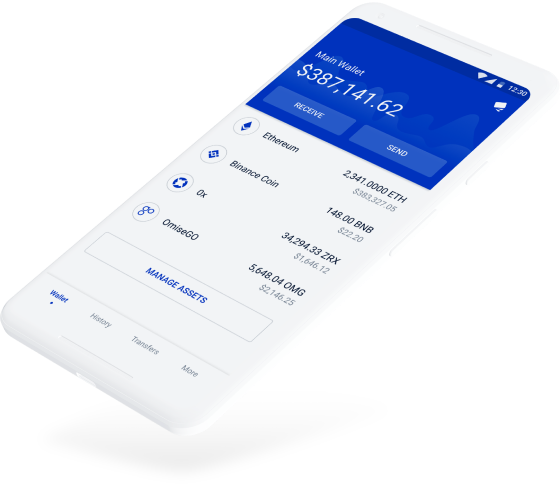 12:30
Main Wallet
$387,141.62
RECEIVE
SEND
Ethereum
2,341.0000 ETH
$383,327.05
Binance Coin
148.00 BNB
$22.20
0x
34,294.33 ZRX
$1,646.12
OmiseGO
5,648.04 OMG
$2,146.25
MANAGE ASSETS
Wallet
History
Transfers
More